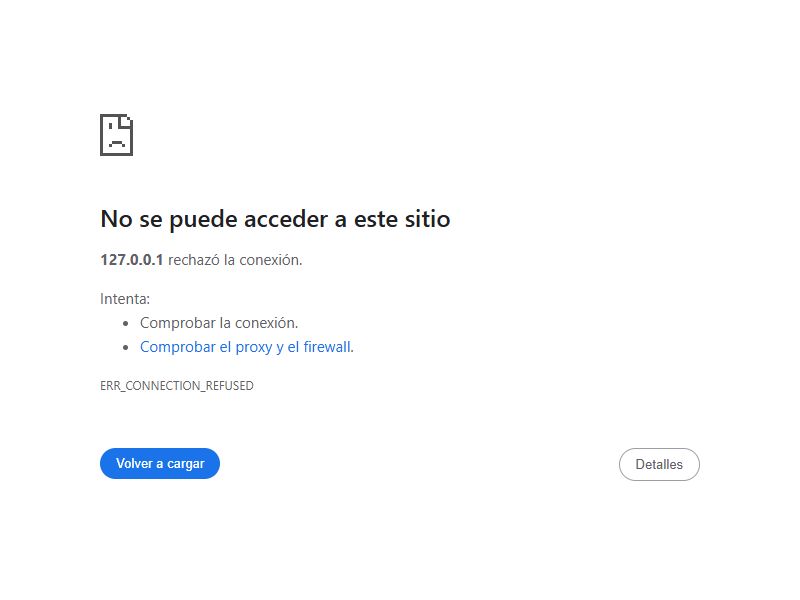 No se puede acceder a este sitio
127.0.0.1 rechazó la conexión.
Intenta:
Comprobar la conexión.
Comprobar el proxy y el firewall.
ERR_CONNECTION_REFUSED
Volver a cargar
Detalles